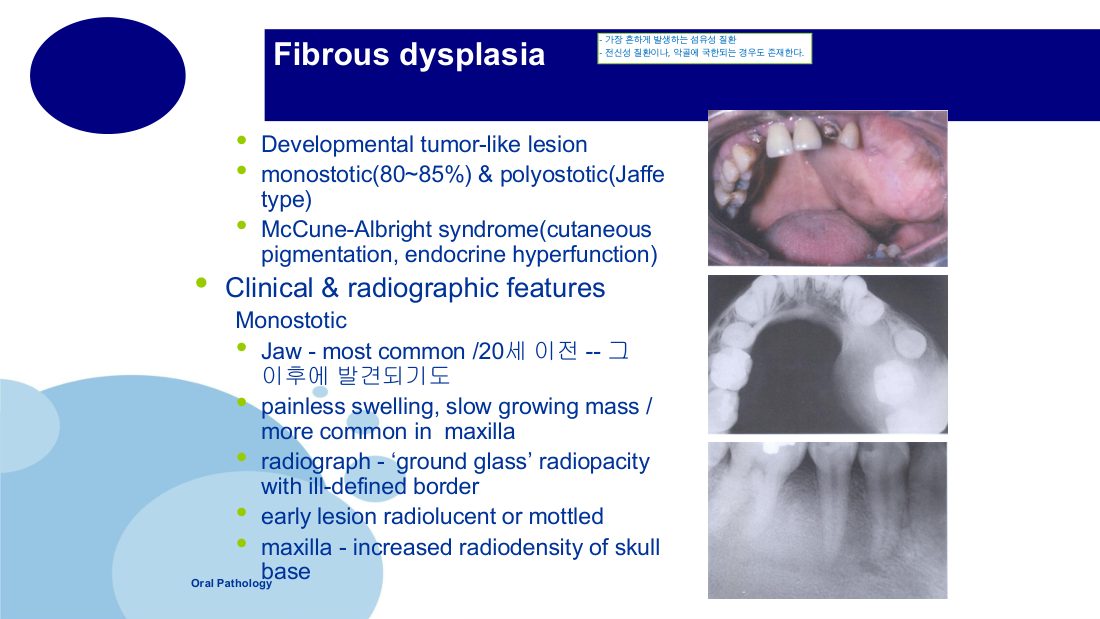 Fibrous dysplasia
- 가장 흔하게 발생하는 섬유성 질환
- 전신성 질환이나, 악골에 국한되는 경우도 존재한다.
Developmental tumor-like lesion
monostotic(80~85%) & polyostotic(Jaffe
type)
McCune-Albright syndrome(cutaneous
pigmentation, endocrine hyperfunction)
Clinical & radiographic features
Monostotic
Jaw - most common /20세 이전 -- 그
이후에 발견되기도
painless swelling, slow growing mass /
more common in  maxilla
radiograph - ‘ground glass’ radiopacity
with ill-defined border
early lesion radiolucent or mottled
maxilla - increased radiodensity of skull
base
Oral Pathology